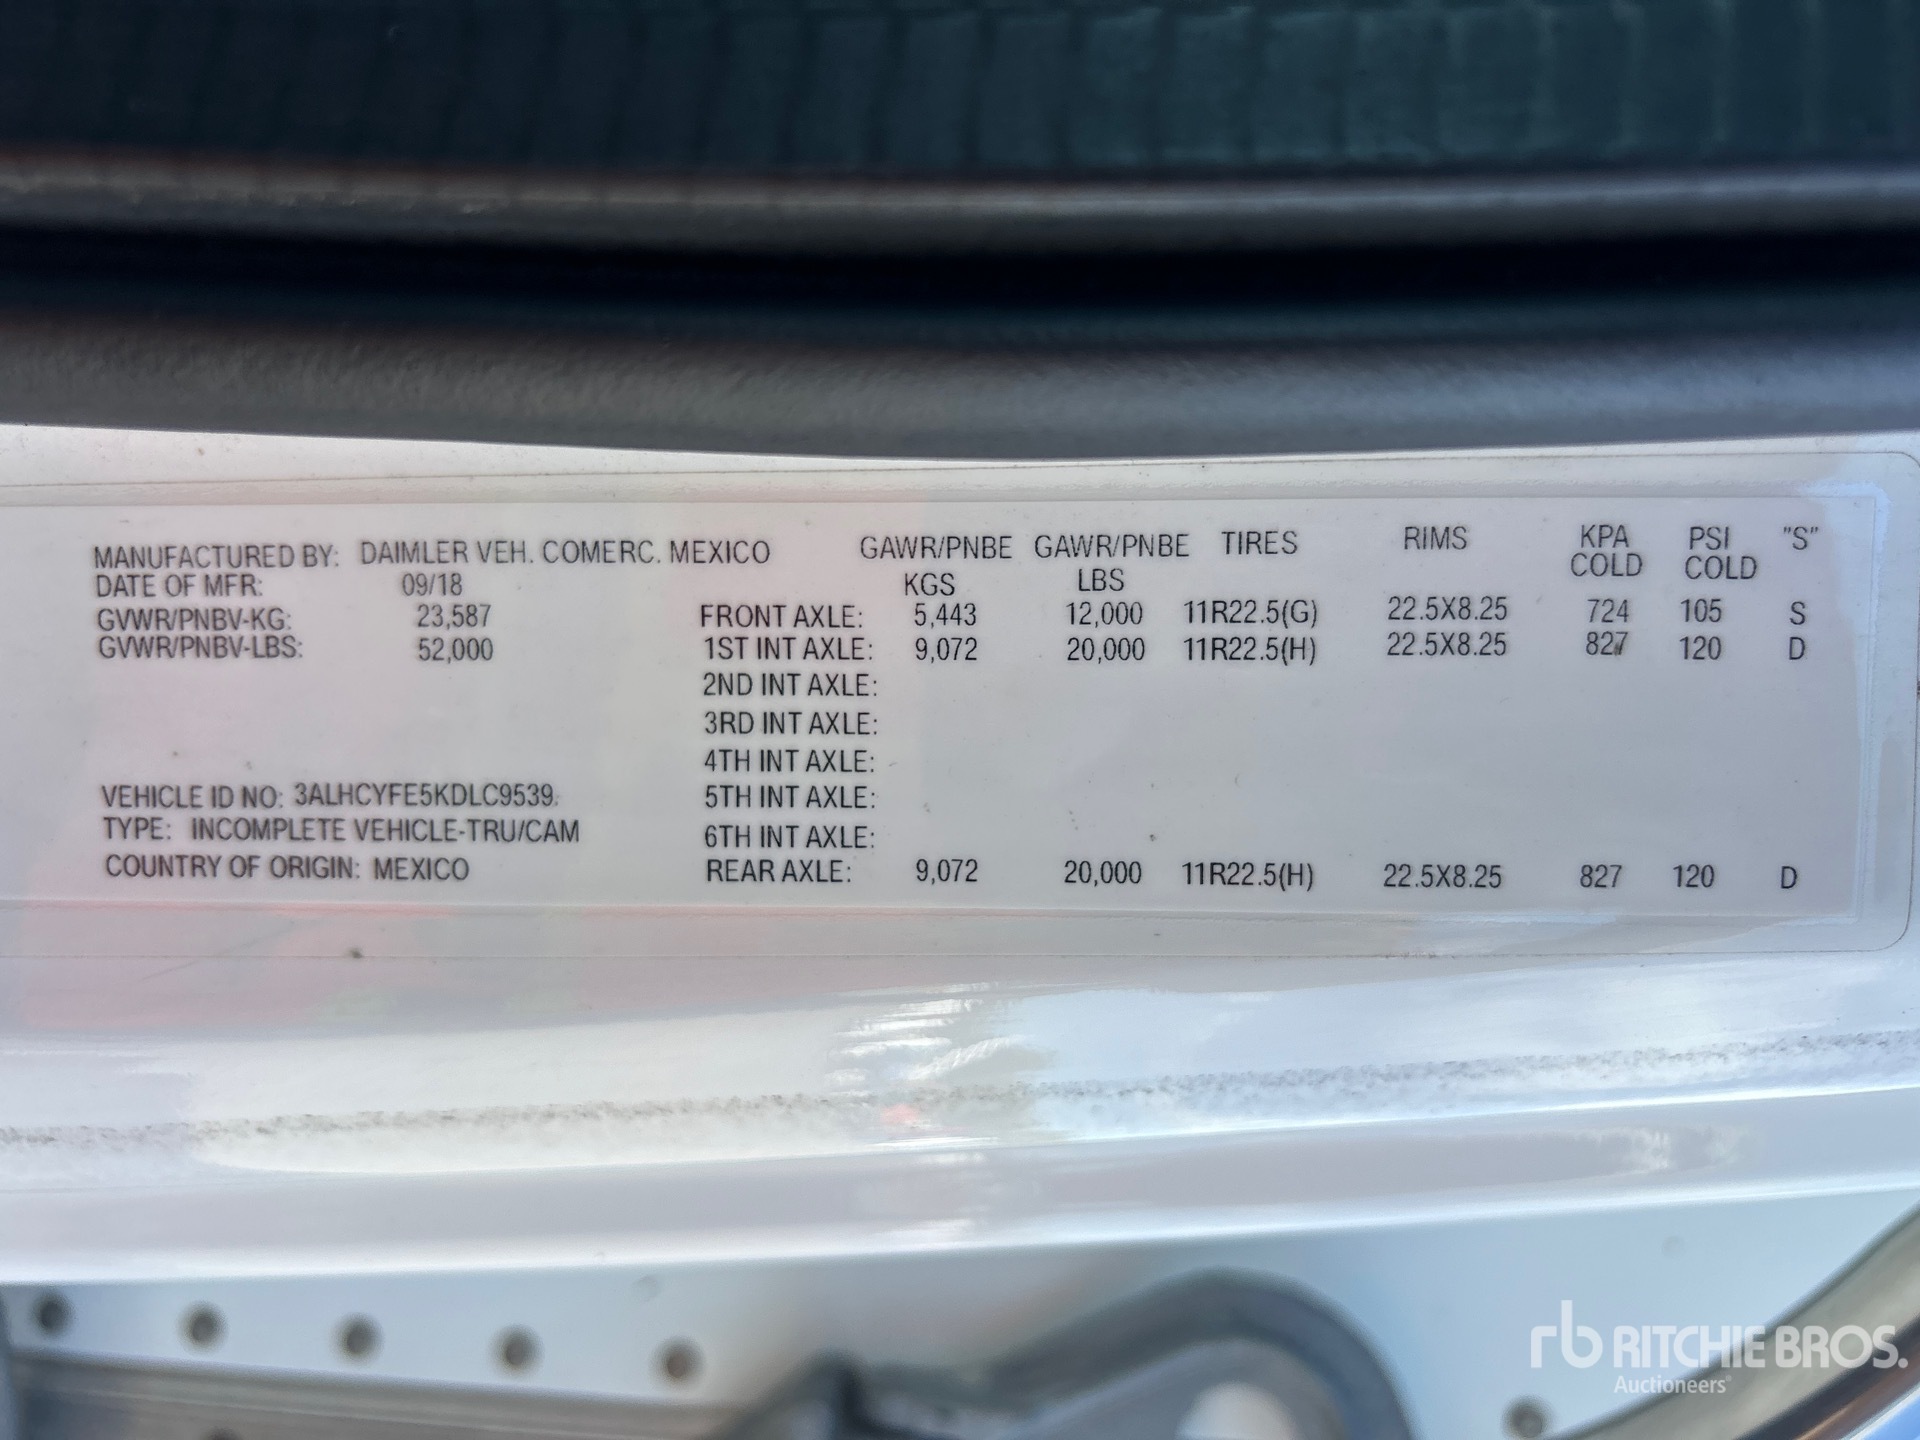 MANUFACTURED BY: DAIMLER VEH. COMERC. MEXICO
DATE OF MFR: 09/18
GVWR/PNBV-KG: 23,587
GVWR/PNBV-LBS: 52,000
VEHICLE ID NO: 3ALHCYFE5KDLC9539.
TYPE: INCOMPLETE VEHICLE-TRU/CAM
COUNTRY OF ORIGIN: MEXICO
GAWR/PNBE KGS GAWR/PNBE LBS TIRES RIMS KPA COLD PSI COLD "S"
FRONT AXLE: 5,443 12,000 11R22.5(G) 22.5X8.25 724 105 S
1ST INT AXLE: 9,072 20,000 11R22.5(H) 22.5X8.25 827 120 D
2ND INT AXLE:
3RD INT AXLE:
4TH INT AXLE:
5TH INT AXLE:
6TH INT AXLE:
REAR AXLE: 9,072 20,000 11R22.5(H) 22.5X8.25 827 120 D
rb RITCHIE BROS.
Auctioneers